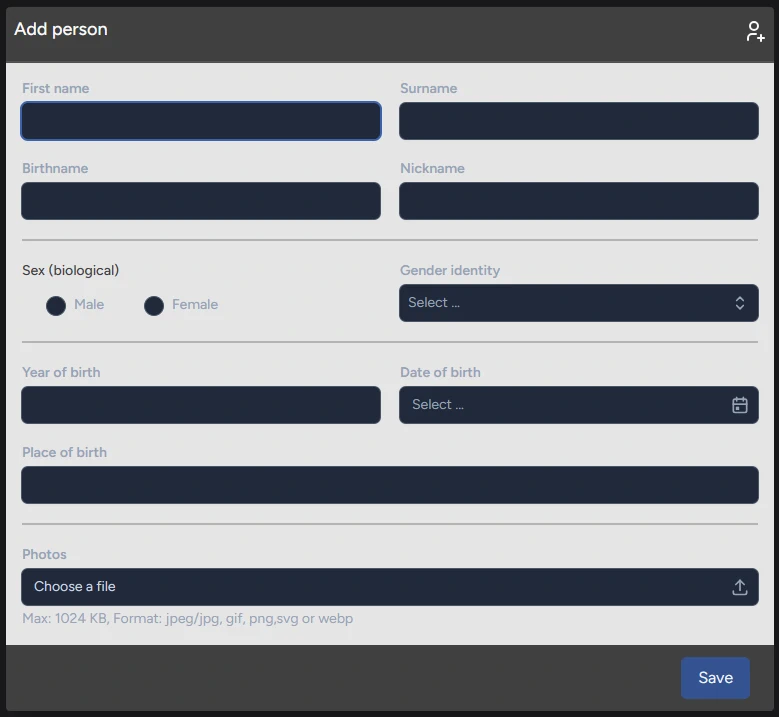 Add person
First name
Surname
Birthname
Nickname
Sex (biological)
Gender identity
Male
Female
Select ...
Year of birth
Date of birth
Select ...
Place of birth
Photos
Choose a file
Max: 1024 KB, Format: jpeg/jpg, gif, png,svg or webp
Save